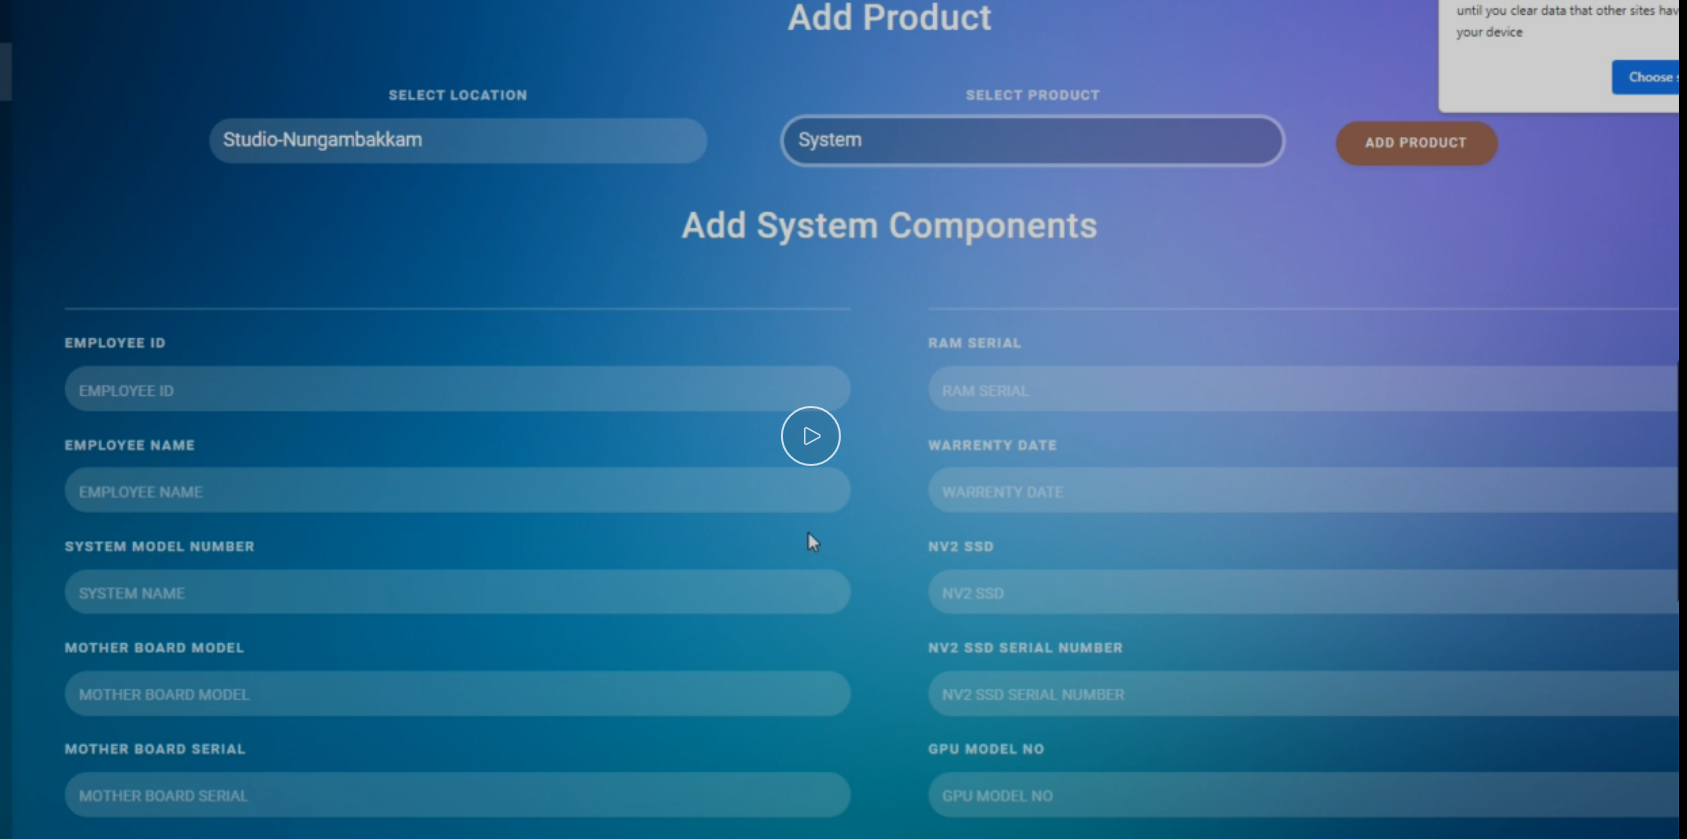 Add Product
until you clear data that other sites hav
your device
Choose
SELECT LOCATION
SELECT PRODUCT
Studio-Nungambakkam
System
ADD PRODUCT
Add System Components
EMPLOYEE ID
EMPLOYEE ID
EMPLOYEE NAME
EMPLOYEE NAME
SYSTEM MODEL NUMBER
SYSTEM NAME
MOTHER BOARD MODEL
MOTHER BOARD MODEL
MOTHER BOARD SERIAL
MOTHER BOARD SERIAL
RAM SERIAL
RAM SERIAL
WARRENTY DATE
WARRENTY DATE
NV2 SSD
NV2 SSD
NV2 SSD SERIAL NUMBER
NV2 SSD SERIAL NUMBER
GPU MODEL NO
GPU MODEL NO